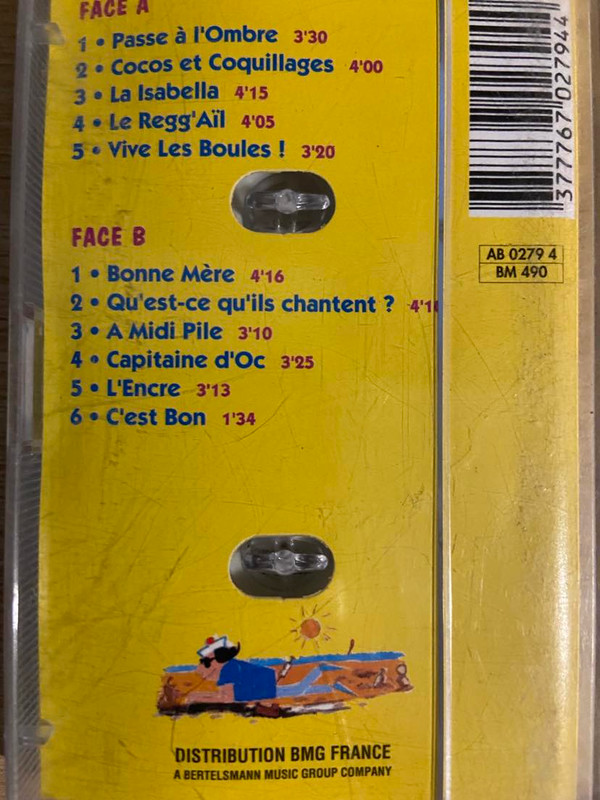 FACE A
1 • Passe à l'Ombre 3'30
2 • Cocos et Coquillages 4'00
3 • La Isabella 4'15
4 • Le Regg'Aïl 4'05
5 • Vive Les Boules ! 3'20
FACE B
1 • Bonne Mère 4'16
2 • Qu'est-ce qu'ils chantent ?
3 • A Midi Pile 3'10
4 • Capitaine d'Oc 3'25
5 • L'Encre 3'13
6 • C'est Bon 1'34
DISTRIBUTION BMG FRANCE
A BERTELSMANN MUSIC GROUP COMPANY
3 777767 027944
AB 0279 4
BM 490